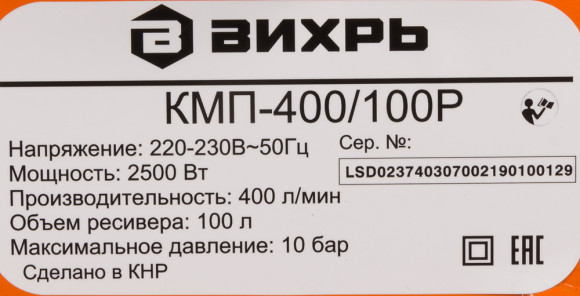 ВИХРЬ
КМП-400/100Р
Напряжение: 220-230В~50Гц
Мощность: 2500 Вт
Производительность: 400 л/мин
Объем ресивера: 100 л
Максимальное давление: 10 бар
Сделано в КНР
Сер. №:
LSD023740307002190100129
EAC